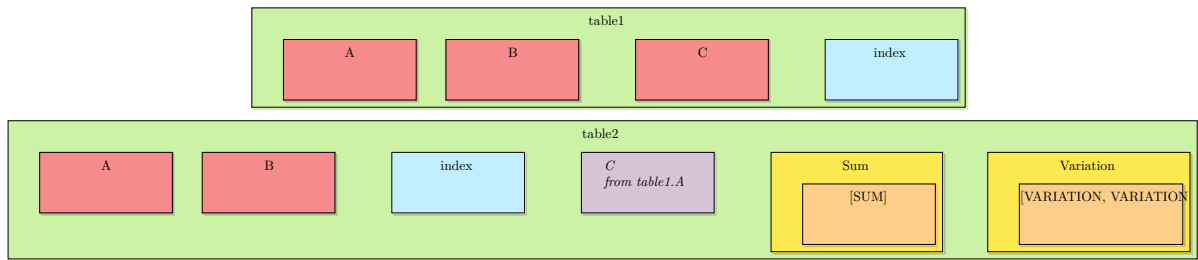 table1
A
B
C
index
table2
A
B
index
C
from table1.A
Sum
[SUM]
Variation
[VARIATION, VARIATION